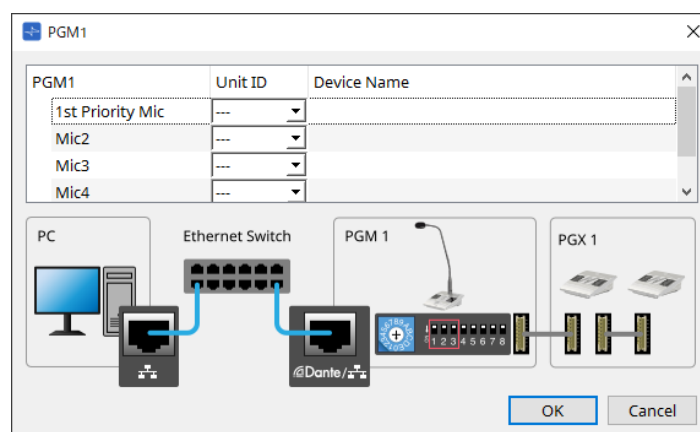 PGM1
PGM1 Unit ID Device Name
1st Priority Mic ---
Mic2 ---
Mic3 ---
Mic4 ---
PC Ethernet Switch PGM 1 PGX 1
1 2 3 4 5 6 7 8
Dante/
OK Cancel